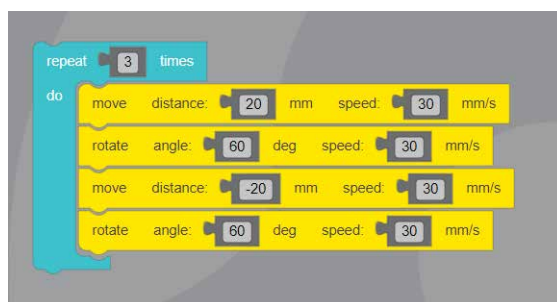 repeat 3 times
do move distance: 20 mm speed: 30 mm/s
rotate angle: 60 deg speed: 30 mm/s
move distance: -20 mm speed: 30 mm/s
rotate angle: 60 deg speed: 30 mm/s